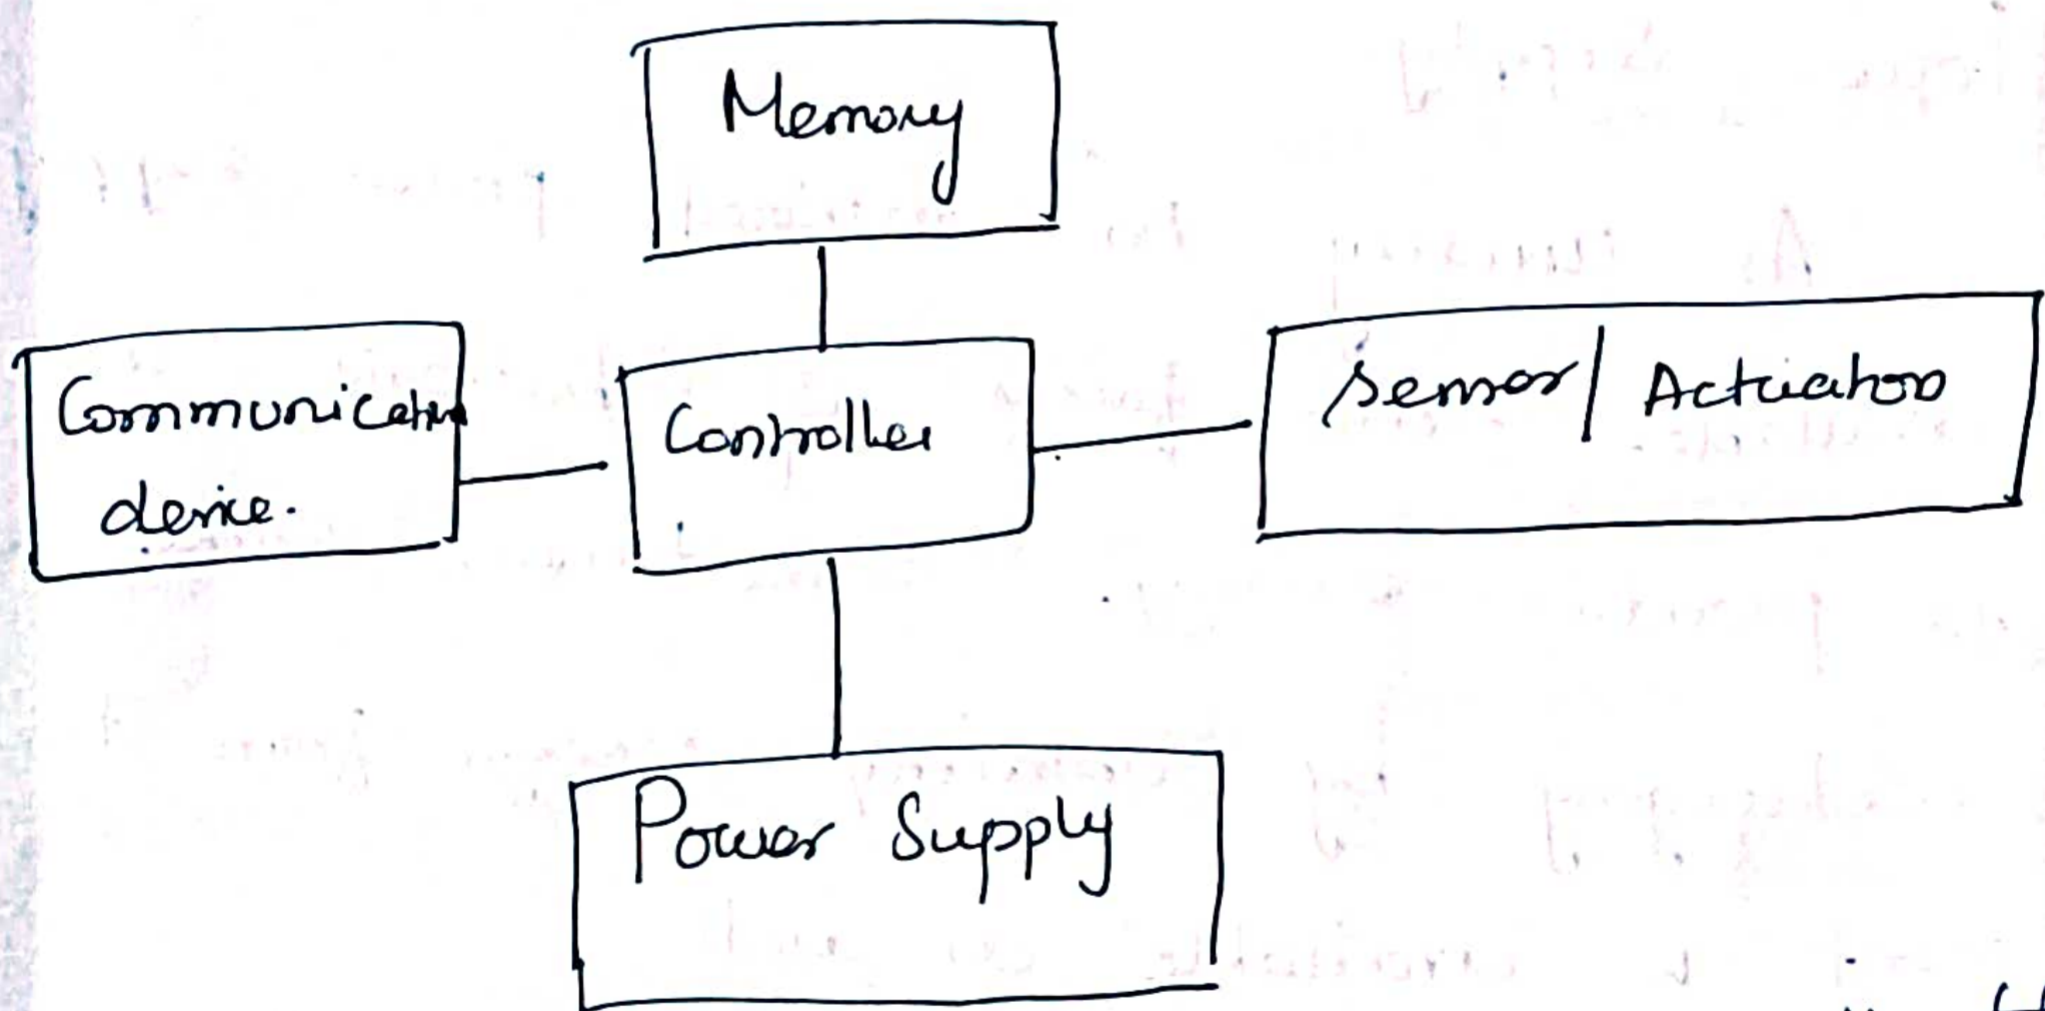 Memory
Communication
device.
Controller
Sensor/ Actuator
Power Supply